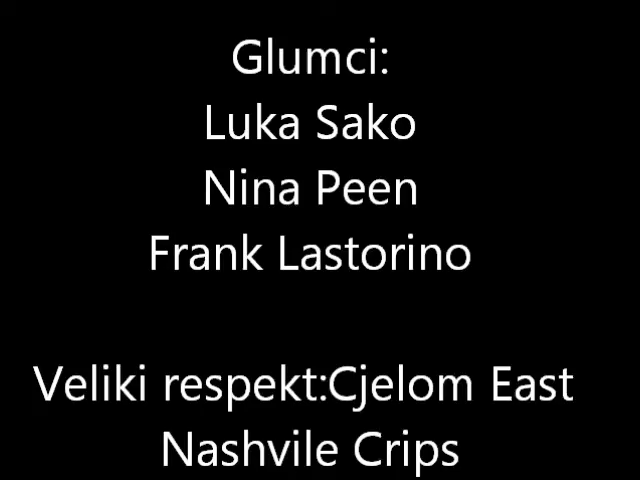 Glumci:
Luka Sako
Nina Peen
Frank Lastorino
Veliki respekt:Cjelom East
Nashvile Crips